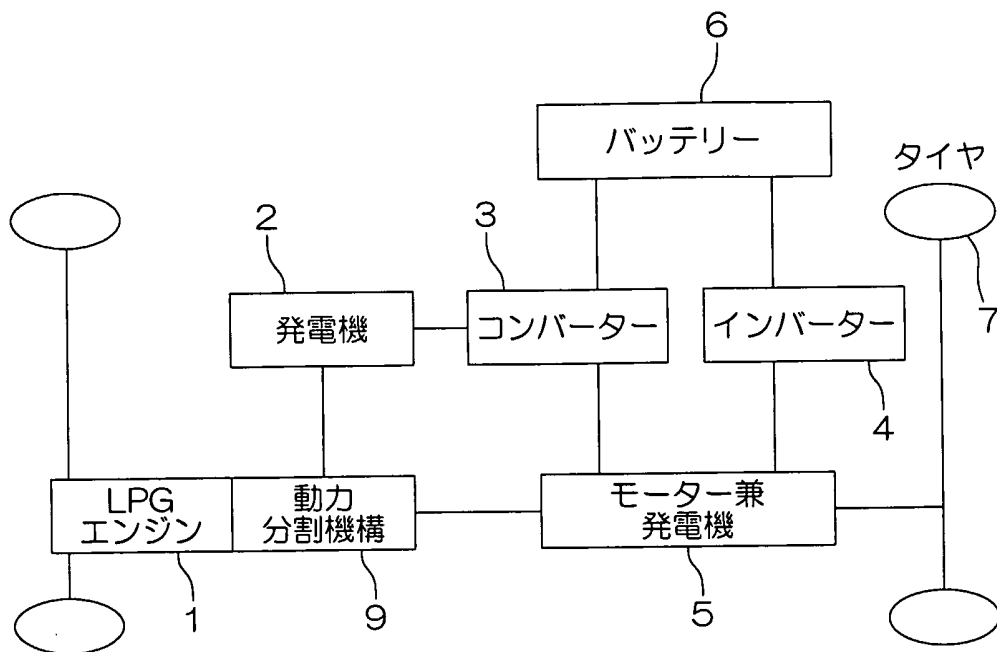 6
バッテリー
タイヤ
2
3
発電機
コンバーター
インバーター
7
4
LPG
エンジン
動力
分割機構
モーター兼
発電機
1
9
5